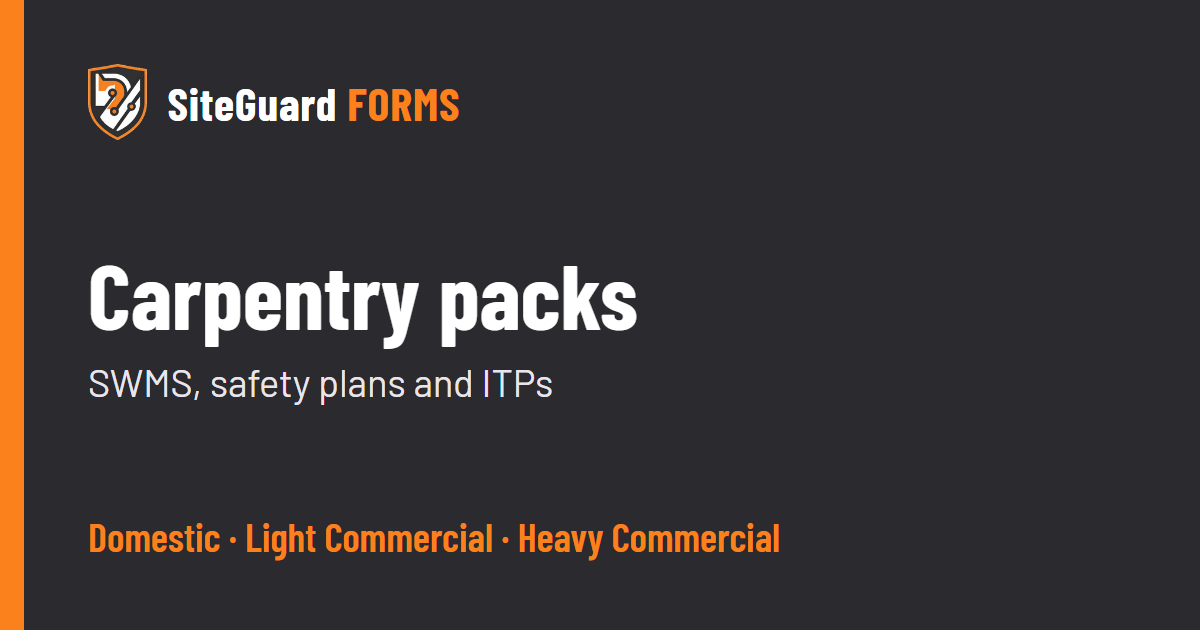 SiteGuard FORMS
Carpentry packs
SWMS, safety plans and ITPs
Domestic · Light Commercial · Heavy Commercial